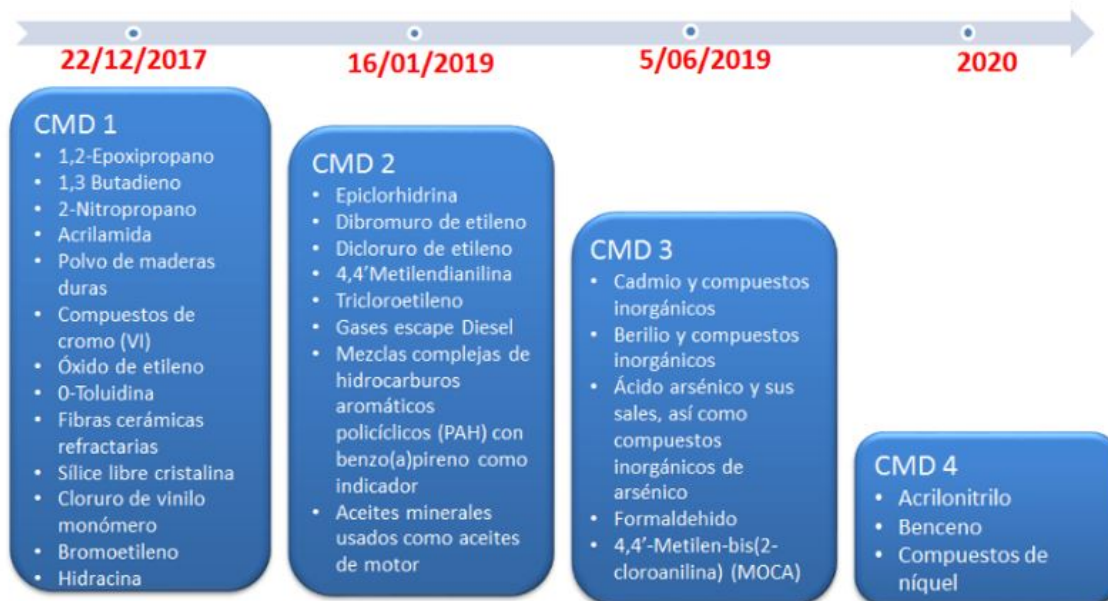 22/12/2017
16/01/2019
5/06/2019
2020
CMD 1
• 1,2-Epoxipropano
• 1,3 Butadieno
• 2-Nitropropano
• Acrilamida
• Polvo de maderas
duras
• Compuestos de
cromo (VI)
• Óxido de etileno
• 0-Toluidina
• Fibras cerámicas
refractarias
• Sílice libre cristalina
• Cloruro de vinilo
monómero
• Bromoetileno
• Hidracina
CMD 2
• Epiclorhidrina
• Dibromuro de etileno
• Dicloruro de etileno
• 4,4'Metilendianilina
• Tricloroetileno
• Gases escape Diesel
• Mezclas complejas de
hidrocarburos
aromáticos
policíclicos (PAH) con
benzo(a)pireno como
indicador
• Aceites minerales
usados como aceites
de motor
CMD 3
• Cadmio y compuestos
inorgánicos
• Berilio y compuestos
inorgánicos
• Ácido arsénico y sus
sales, así como
compuestos
inorgánicos de
arsénico
• Formaldehido
• 4,4'-Metilen-bis(2-
cloroanilina) (MOCA)
CMD 4
• Acrilonitrilo
• Benceno
• Compuestos de
níquel